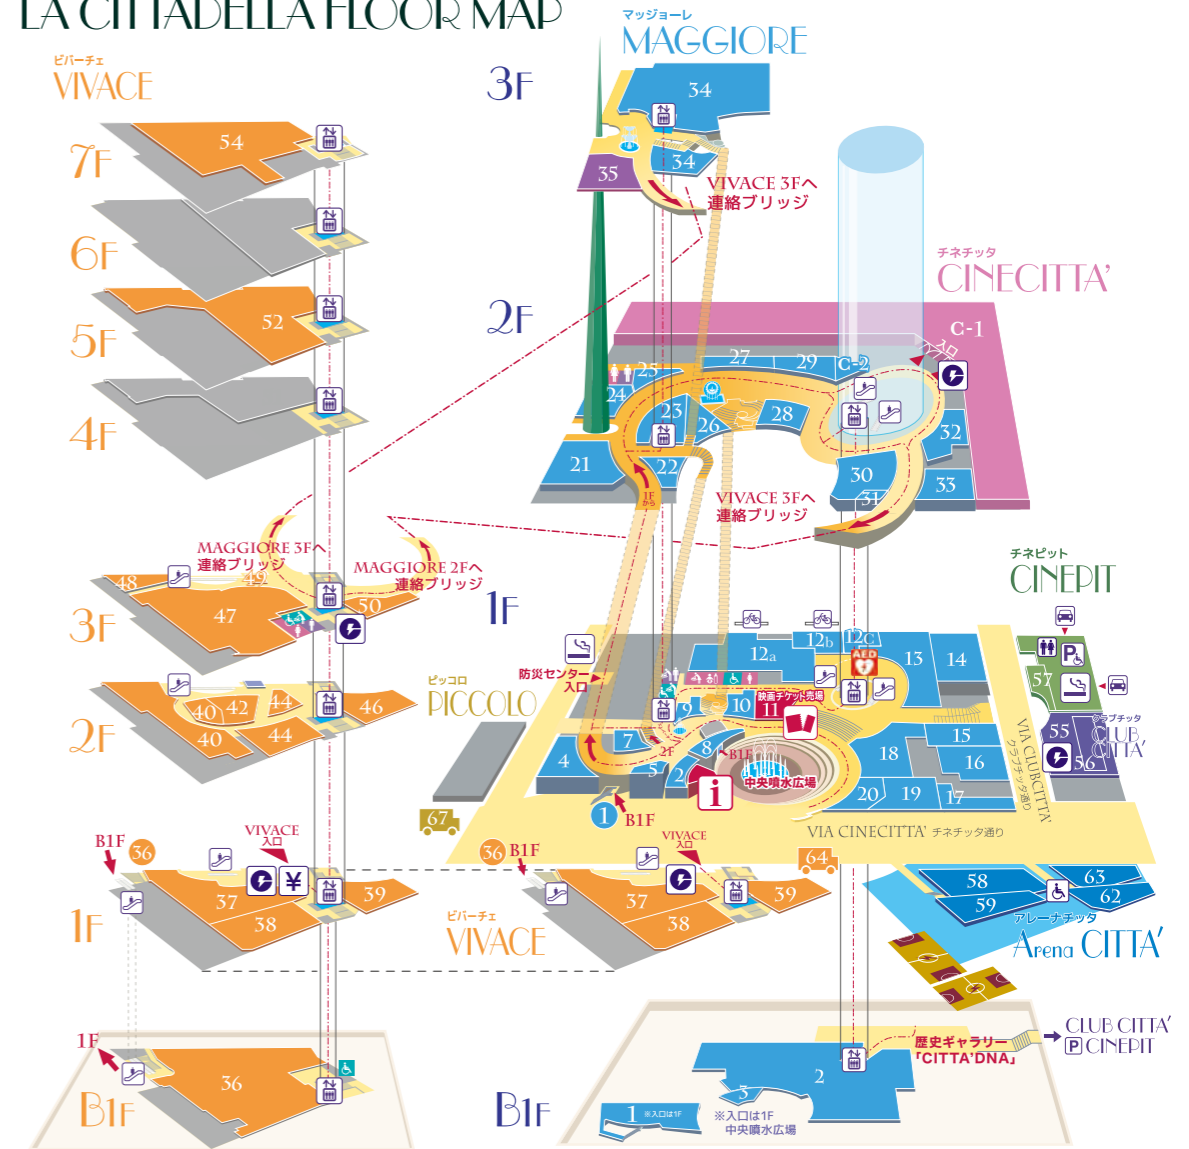 LA CITTADELLA FLOOR MAP
ビバーチェ
VIVACE
7F
54
6F
5F
52
4F
MAGGIORE 3Fへ
連絡ブリッジ
MAGGIORE 2Fへ
連絡ブリッジ
3F
48
49
47
50
2F
40
42
44
40
44
46
B1F
36
VIVACE
入口
¥
1F
37
38
39
1F
B1F
36
マッジョーレ
MAGGIORE
3F
34
34
35
VIVACE 3Fへ
連絡ブリッジ
チネチッタ
CINECITTA'
2F
C-1
入口
C-2
27
29
25
24
23
26
28
21
22
32
30
31
33
1F
から
VIVACE 3Fへ
連絡ブリッジ
チネピット
CINEPIT
1F
防災センター
入口
12a
12b
12c
AED
13
14
9
10
映画チケット売場
11
4
7
5
8
2
2F
B1F
i
中央噴水広場
18
15
16
17
19
20
1
B1F
57
P
55
56
クラブチッタ
CLUB
CITTA'
VIA CLUBCITTA'
クラブチッタ通り
VIA CINECITTA' チネチッタ通り
ピッコロ
PICCOLO
67
64
36
B1F
VIVACE
入口
37
38
39
ビバーチェ
VIVACE
58
59
63
62
アレーナチッタ
Arena CITTA'
B1F
2
3
1
※入口は1F
※入口は1F
中央噴水広場
歴史ギャラリー
「CITTA'DNA」
CLUB CITTA'
P CINEPIT